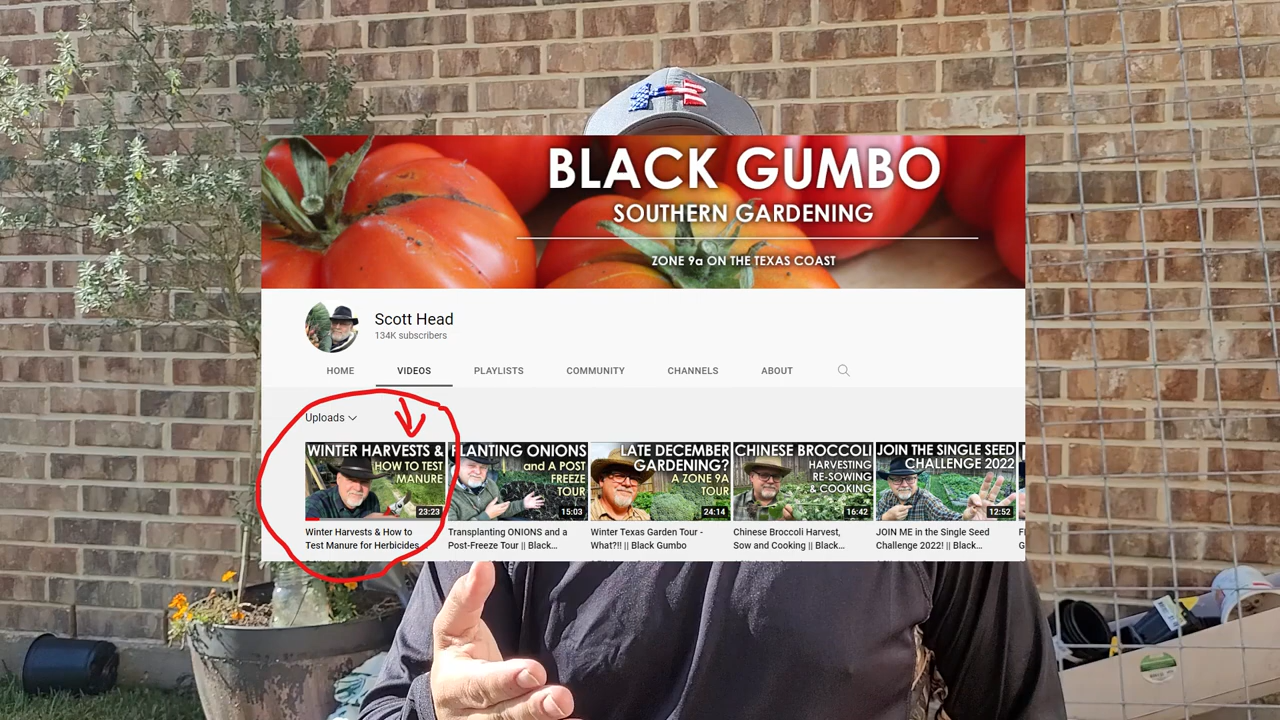 BLACK GUMBO
SOUTHERN GARDENING
ZONE 9a ON THE TEXAS COAST
Scott Head
134K subscribers
HOME VIDEOS PLAYLISTS COMMUNITY CHANNELS ABOUT
Uploads
WINTER HARVESTS &
HOW TO TEST
MANURE
23:23
Winter Harvests & How to
Test Manure for Herbicides...
PLANTING ONIONS
and A POST
FREEZE
TOUR
15:03
Transplanting ONIONS and a
Post-Freeze Tour || Black...
LATE DECEMBER
GARDENING?
A ZONE 9A
TOUR
24:14
Winter Texas Garden Tour -
What?!! || Black Gumbo
CHINESE BROCCOLI
HARVESTING
RE-SOWING
& COOKING
16:42
Chinese Broccoli Harvest,
Sow and Cooking || Black...
JOIN THE SINGLE SEED
CHALLENGE 2022
12:52
JOIN ME in the Single Seed
Challenge 2022! || Black...